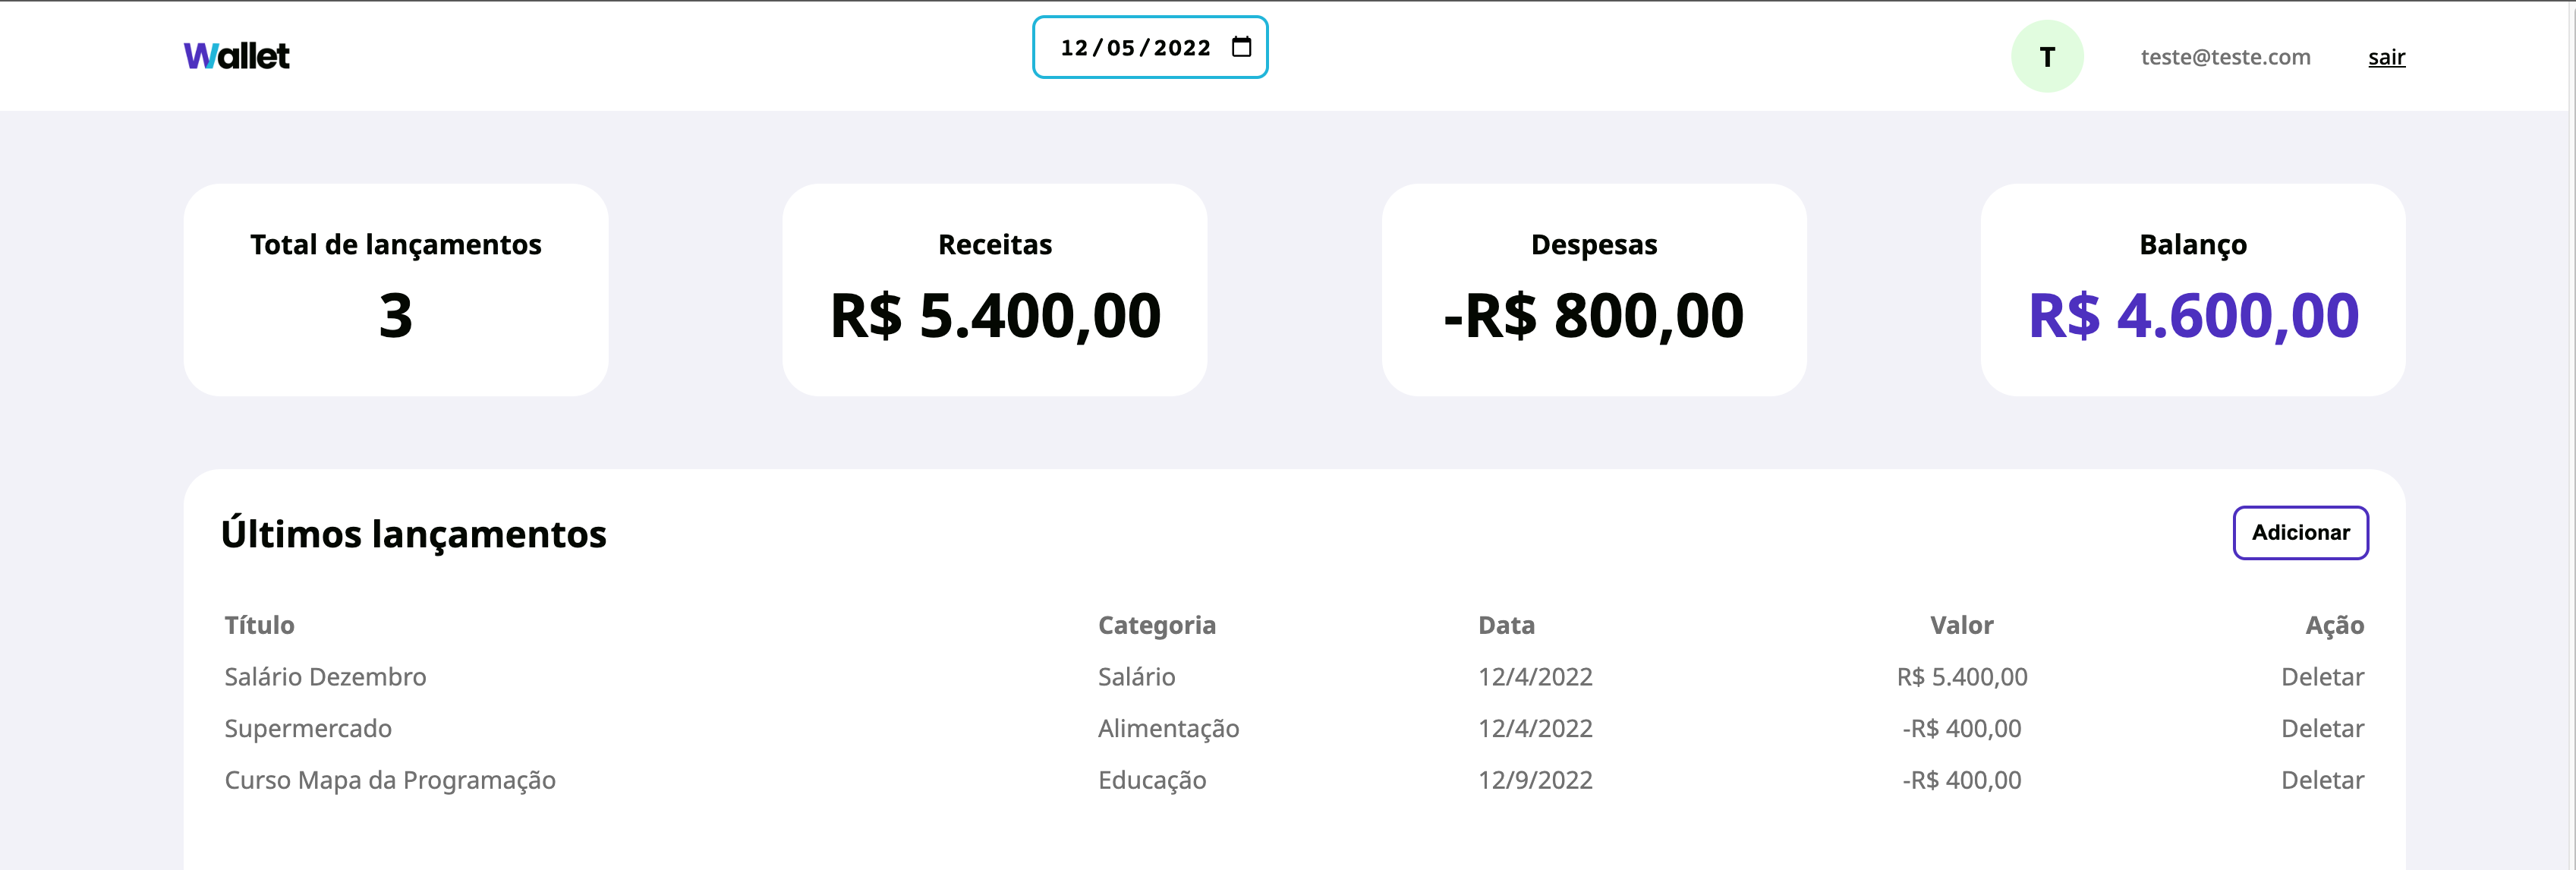 Wallet
12/05/2022
T
teste@teste.com
sair
Total de lançamentos
3
Receitas
R$ 5.400,00
Despesas
-R$ 800,00
Balanço
R$ 4.600,00
Últimos lançamentos
Adicionar
Título Categoria Data Valor Ação
Salário Dezembro Salário 12/4/2022 R$ 5.400,00 Deletar
Supermercado Alimentação 12/4/2022 -R$ 400,00 Deletar
Curso Mapa da Programação Educação 12/9/2022 -R$ 400,00 Deletar